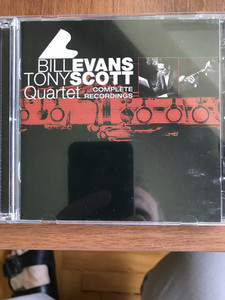 BILL EVANS
TONY SCOTT
Quartet COMPLETE
RECORDINGS